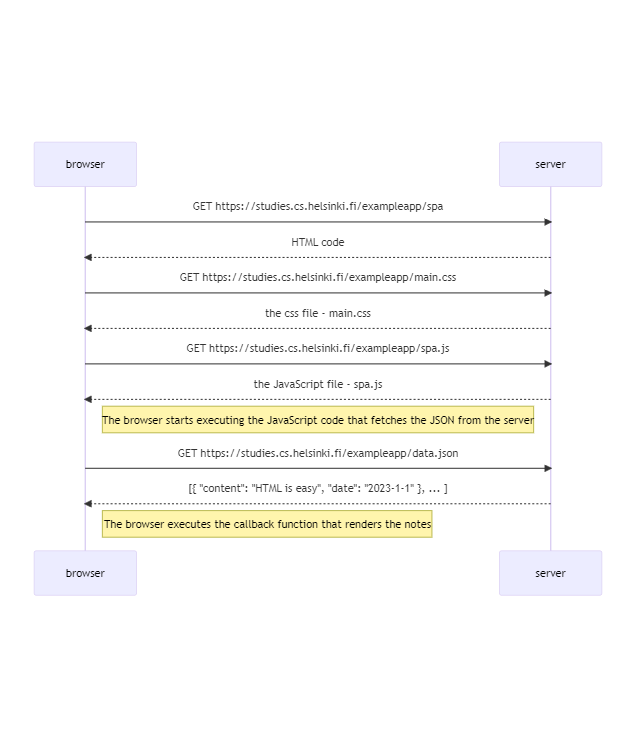 browser
server
GET https://studies.cs.helsinki.fi/exampleapp/spa
HTML code
GET https://studies.cs.helsinki.fi/exampleapp/main.css
the css file - main.css
GET https://studies.cs.helsinki.fi/exampleapp/spa.js
the JavaScript file - spa.js
The browser starts executing the JavaScript code that fetches the JSON from the server
GET https://studies.cs.helsinki.fi/exampleapp/data.json
[{ "content": "HTML is easy", "date": "2023-1-1" }, ... ]
The browser executes the callback function that renders the notes
browser
server